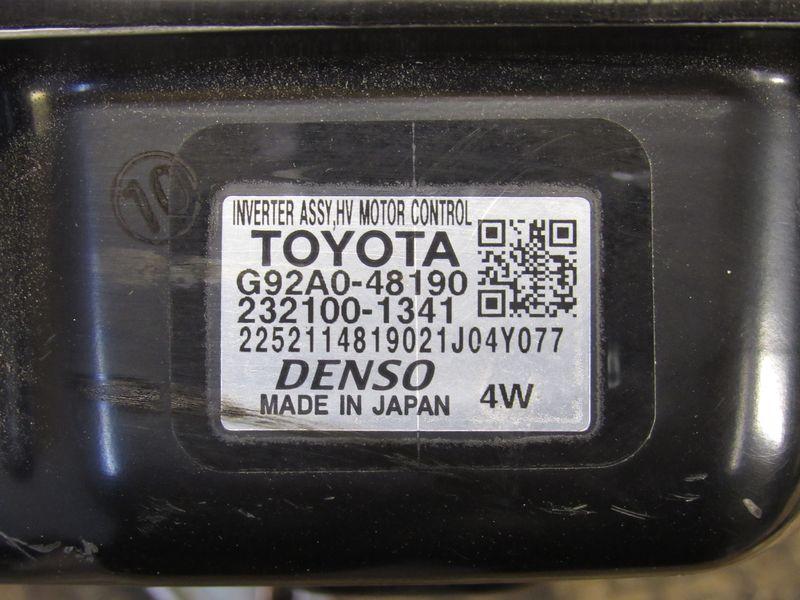 INVERTER ASSY,HV MOTOR CONTROL
TOYOTA
G92A0-48190
232100-1341
2252114819021J04Y077
DENSO
MADE IN JAPAN
4W